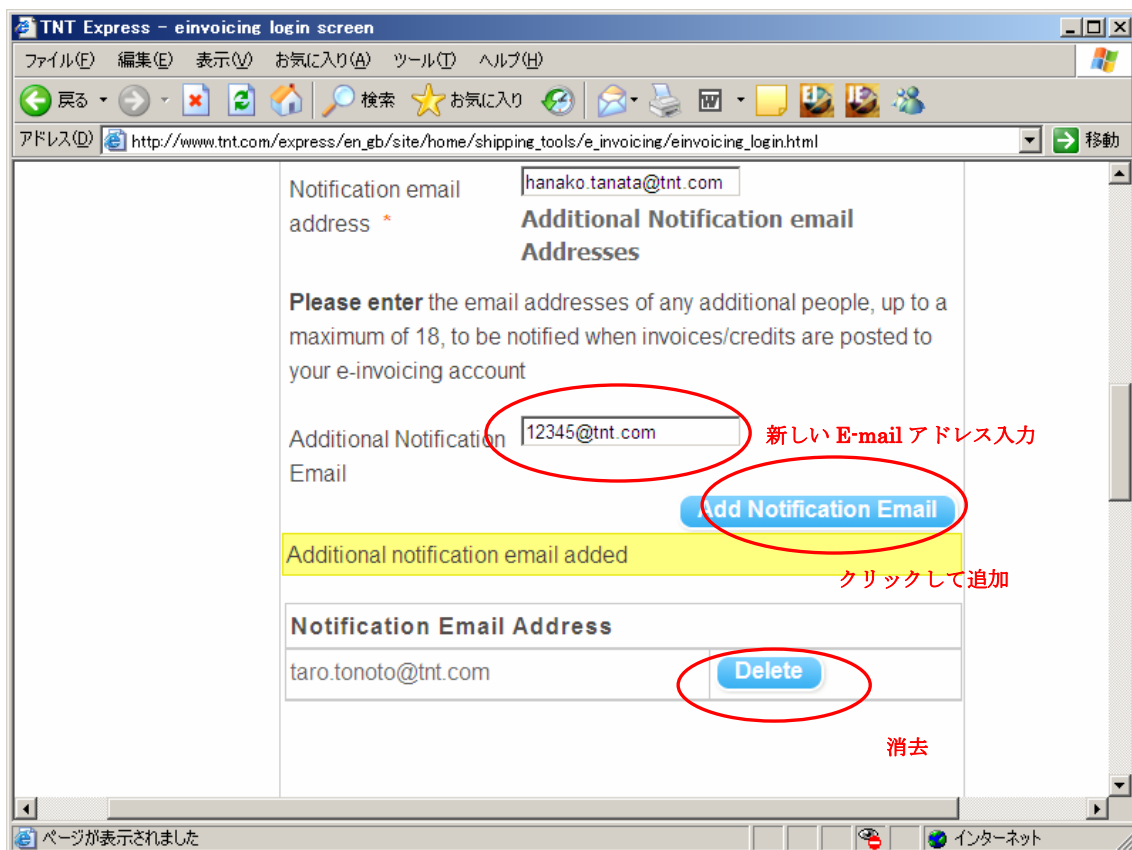 TNT Express - einvoicing login screen
ファイル(F) 編集(E) 表示(V) お気に入り(A) ツール(T) ヘルプ(H)
戻る 検索 お気に入り
アドレス(D) http://www.tnt.com/express/en_gb/site/home/shipping_tools/e_invoicing/einvoicing_login.html 移動
Notification email hanako.tanata@tnt.com
address * Additional Notification email
Addresses
Please enter the email addresses of any additional people, up to a
maximum of 18, to be notified when invoices/credits are posted to
your e-invoicing account
Additional Notification 12345@tnt.com 新しい E-mail アドレス入力
Email
Add Notification Email
Additional notification email added
クリックして追加
Notification Email Address
taro.tonoto@tnt.com Delete
消去
ページが表示されました インターネット